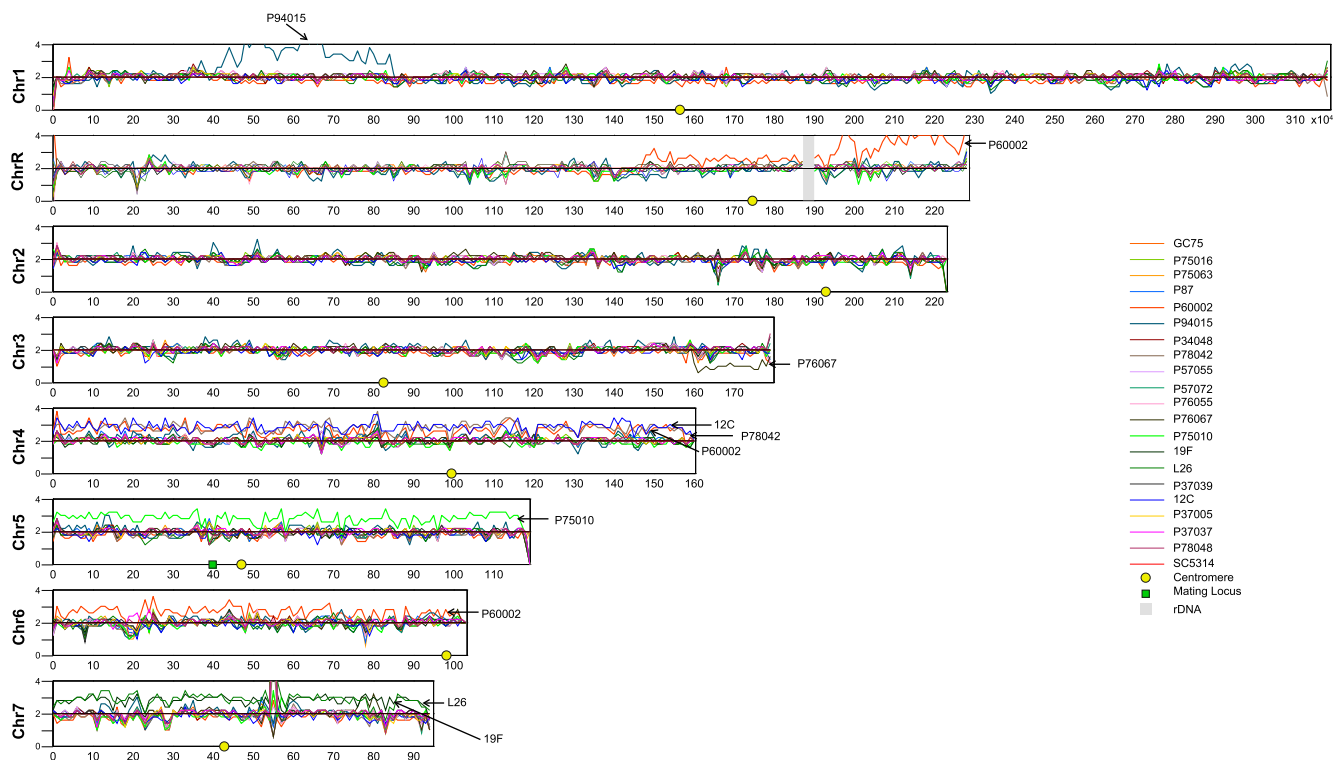 P94015
Chr1
4
2
0
0 10 20 30 40 50 60 70 80 90 100 110 120 130 140 150 160 170 180 190 200 210 220 230 240 250 260 270 280 290 300 310 x10⁴
ChrR
4
2
0
P60002
0 10 20 30 40 50 60 70 80 90 100 110 120 130 140 150 160 170 180 190 200 210 220
Chr2
4
2
0
0 10 20 30 40 50 60 70 80 90 100 110 120 130 140 150 160 170 180 190 200 210 220
Chr3
4
2
0
P76067
0 10 20 30 40 50 60 70 80 90 100 110 120 130 140 150 160 170
Chr4
4
2
0
12C
P78042
P60002
0 10 20 30 40 50 60 70 80 90 100 110 120 130 140 150 160
Chr5
4
2
0
P75010
0 10 20 30 40 50 60 70 80 90 100 110
Chr6
4
2
0
P60002
0 10 20 30 40 50 60 70 80 90 100
Chr7
4
2
0
L26
19F
0 10 20 30 40 50 60 70 80 90
GC75
P75016
P75063
P87
P60002
P94015
P34048
P78042
P57055
P57072
P76055
P76067
P75010
19F
L26
P37039
12C
P37005
P37037
P78048
SC5314
Centromere
Mating Locus
rDNA